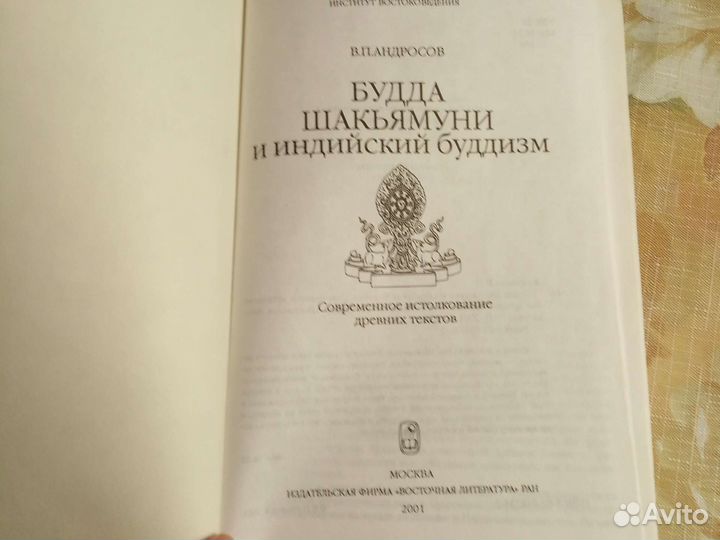 ИНСТИТУТ ВОСТОКОВЕДЕНИЯ
В.П.АНДРОСОВ
БУДДА
ШАКЬЯМУНИ
И ИНДИЙСКИЙ БУДДИЗМ
Современное истолкование
древних текстов
МОСКВА
ИЗДАТЕЛЬСКАЯ ФИРМА «ВОСТОЧНАЯ ЛИТЕРАТУРА» РАН
2001
Avito